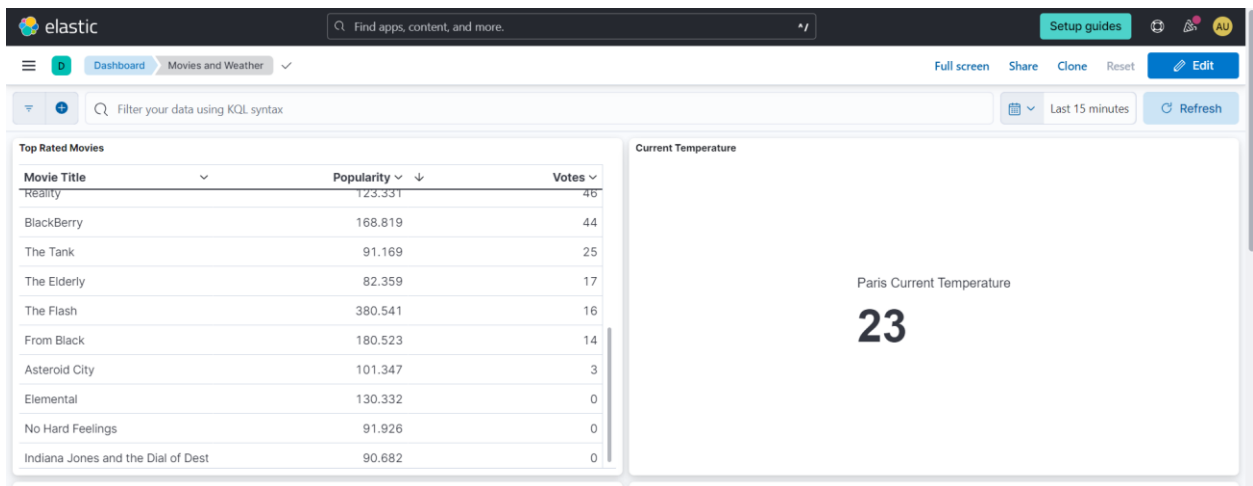 elastic
Find apps, content, and more.
^/
Setup guides
AU
D
Dashboard
Movies and Weather
Full screen
Share
Clone
Reset
Edit
Filter your data using KQL syntax
Last 15 minutes
Refresh
Top Rated Movies
Movie Title Popularity Votes
Reality 123.331 46
BlackBerry 168.819 44
The Tank 91.169 25
The Elderly 82.359 17
The Flash 380.541 16
From Black 180.523 14
Asteroid City 101.347 3
Elemental 130.332 0
No Hard Feelings 91.926 0
Indiana Jones and the Dial of Dest 90.682 0
Current Temperature
Paris Current Temperature
23